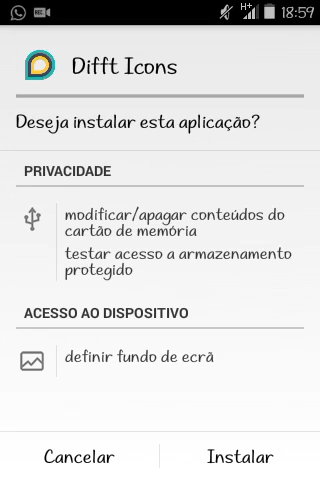 REC H+ 18:59
Difft Icons
Deseja instalar esta aplicação?
PRIVACIDADE
modificar/apagar conteúdos do
cartão de memória
testar acesso a armazenamento
protegido
ACESSO AO DISPOSITIVO
definir fundo de ecrã
Cancelar Instalar